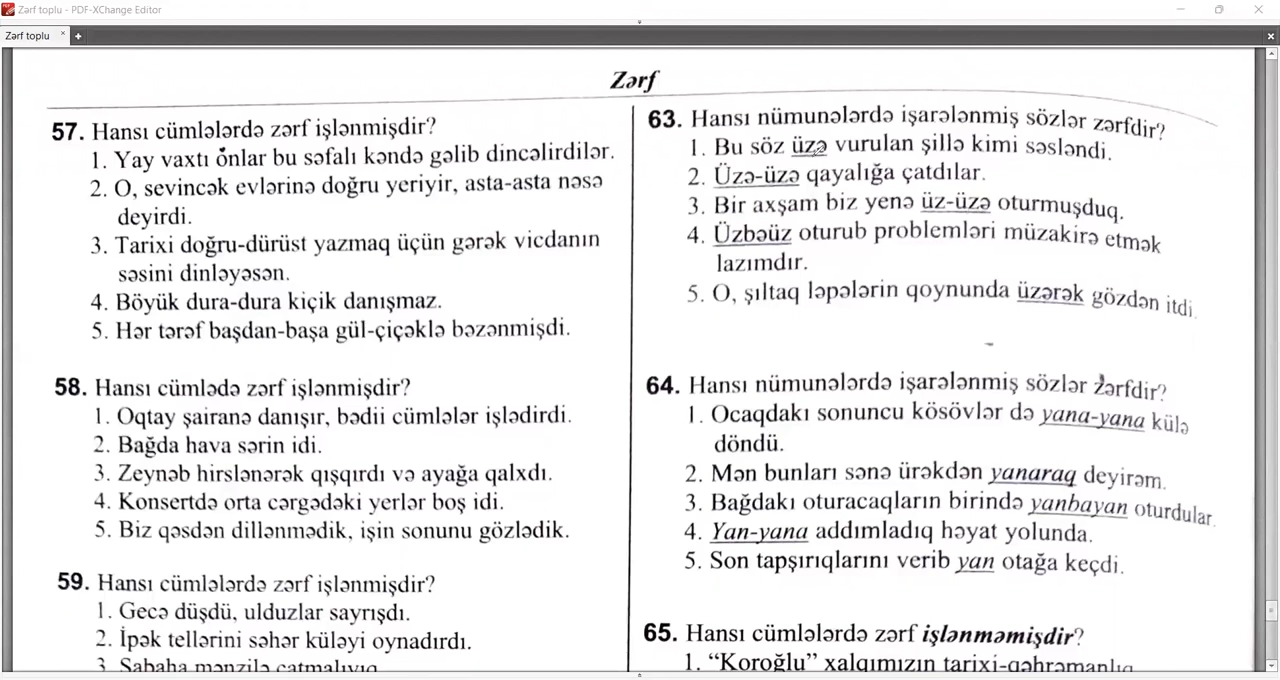 Zərf toplu - PDF-XChange Editor
Zərf toplu
Zərf
57. Hansı cümlələrdə zərf işlənmişdir?
1. Yay vaxtı onlar bu səfalı kəndə gəlib dincəlirdilər.
2. O, sevincək evlərinə doğru yeriyir, asta-asta nəsə
deyirdi.
3. Tarixi doğru-dürüst yazmaq üçün gərək vicdanın
səsini dinləyəsən.
4. Böyük dura-dura kiçik danışmaz.
5. Hər tərəf başdan-başa gül-çiçəklə bəzənmişdi.
58. Hansı cümlədə zərf işlənmişdir?
1. Oqtay şairanə danışır, bədii cümlələr işlədirdi.
2. Bağda hava sərin idi.
3. Zeynəb hirslənərək qışqırdı və ayağa qalxdı.
4. Konsertdə orta cərgədəki yerlər boş idi.
5. Biz qəsdən dillənmədik, işin sonunu gözlədik.
59. Hansı cümlələrdə zərf işlənmişdir?
1. Gecə düşdü, ulduzlar sayrışdı.
2. İpək tellərini səhər küləyi oynadırdı.
3 Sabaha mənzilə çatmalıyıq
63. Hansı nümunələrdə işarələnmiş sözlər zərfdir?
1. Bu söz üzə vurulan şillə kimi səsləndi.
2. Üzə-üzə qayalığa çatdılar.
3. Bir axşam biz yenə üz-üzə oturmuşduq.
4. Üzbəüz oturub problemləri müzakirə etmək
lazımdır.
5. O, şıltaq ləpələrin qoynunda üzərək gözdən itdi.
64. Hansı nümunələrdə işarələnmiş sözlər zərfdir?
1. Ocaqdakı sonuncu kösövlər də yana-yana külə
döndü.
2. Mən bunları sənə ürəkdən yanaraq deyirəm.
3. Bağdakı oturacaqların birində yanbayan oturdular.
4. Yan-yana addımladıq həyat yolunda.
5. Son tapşırıqlarını verib yan otağa keçdi.
65. Hansı cümlələrdə zərf işlənməmişdir?
1. “Koroğlu” xalqımızın tarixi-qəhrəmanlıq